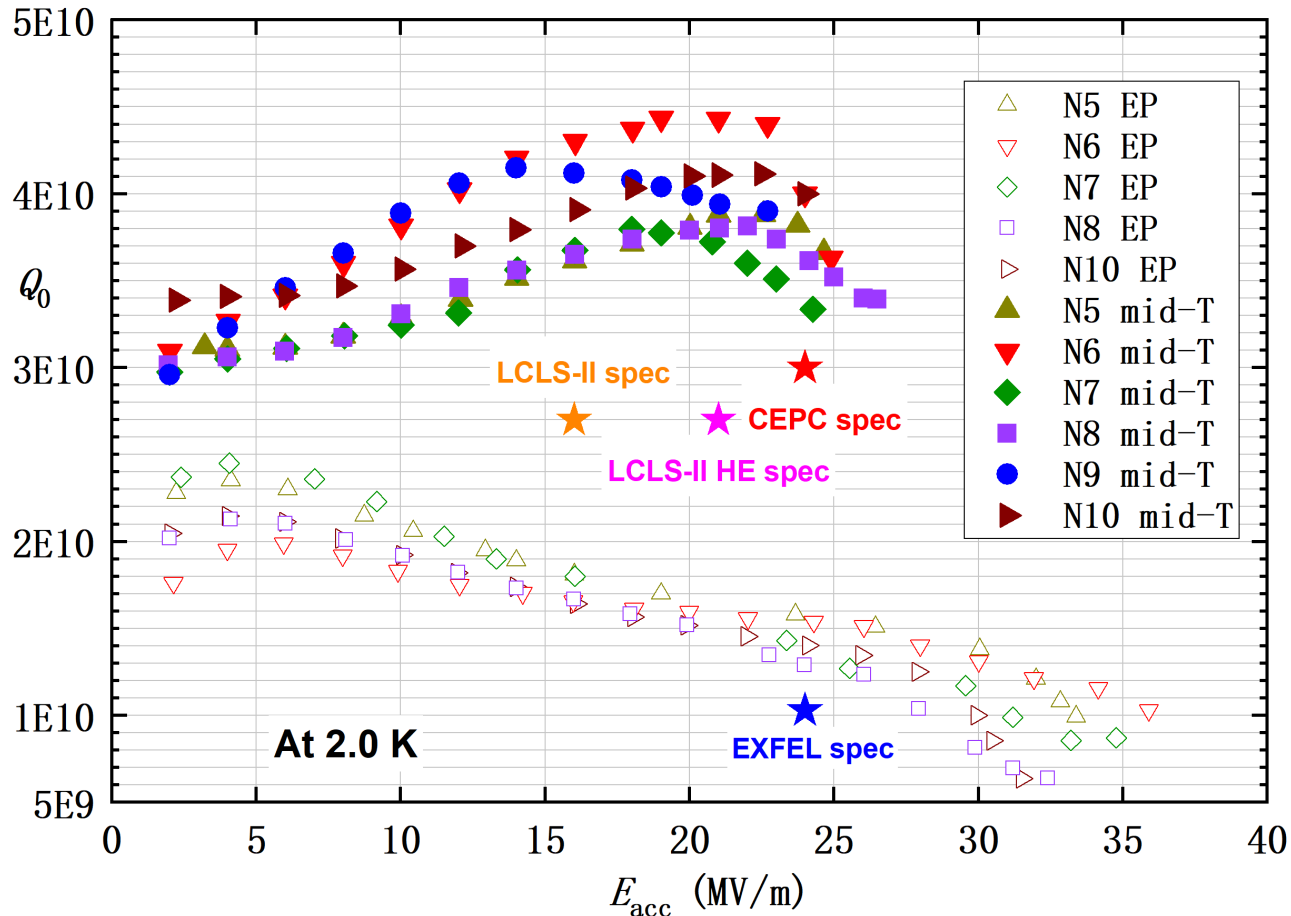 5E10
4E10
3E10
2E10
1E10
5E9
Q0
0
5
10
15
20
25
30
35
40
Eacc (MV/m)
N5 EP
N6 EP
N7 EP
N8 EP
N10 EP
N5 mid-T
N6 mid-T
N7 mid-T
N8 mid-T
N9 mid-T
N10 mid-T
LCLS-II spec
CEPC spec
LCLS-II HE spec
EXFEL spec
At 2.0 K